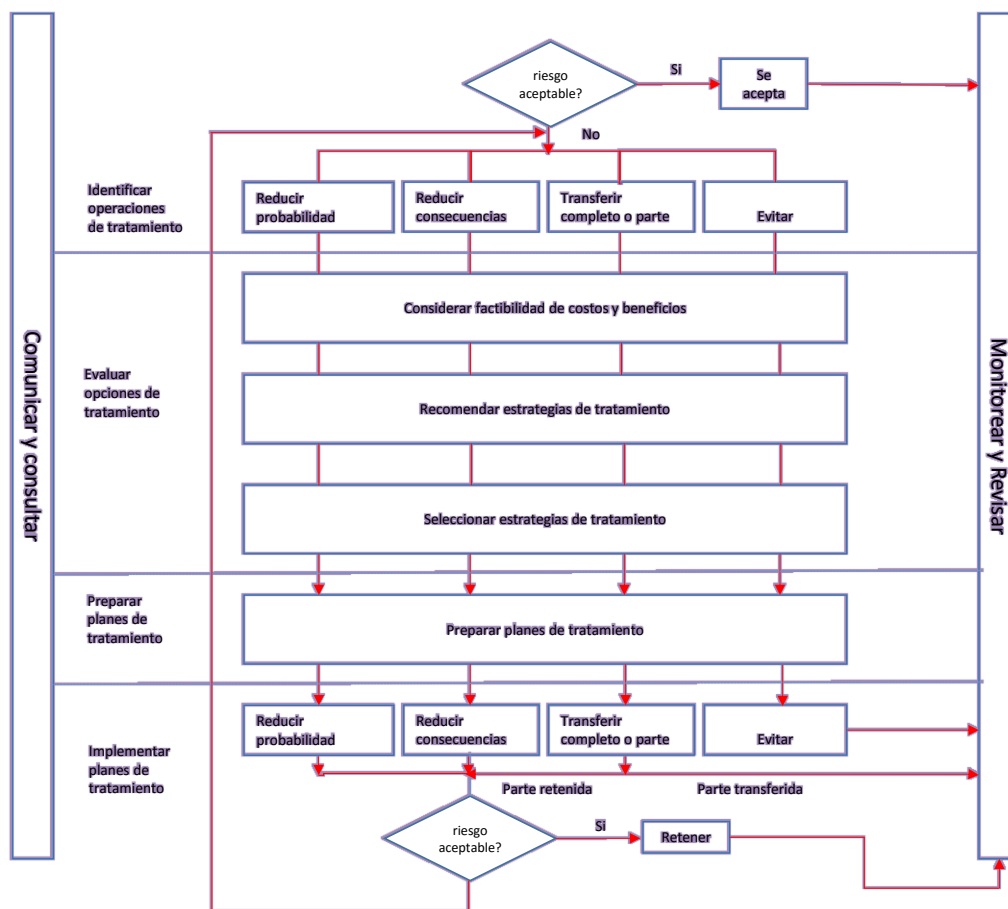 riesgo
aceptable?
Si
Se
acepta
No
Identificar
operaciones
de tratamiento
Reducir
probabilidad
Reducir
consecuencias
Transferir
completo o parte
Evitar
Comunicar y consultar
Monitorear y Revisar
Evaluar
opciones de
tratamiento
Considerar factibilidad de costos y beneficios
Recomendar estrategias de tratamiento
Seleccionar estrategias de tratamiento
Preparar
planes de
tratamiento
Preparar planes de tratamiento
Implementar
planes de
tratamiento
Reducir
probabilidad
Reducir
consecuencias
Transferir
completo o parte
Evitar
Parte retenida
Parte transferida
riesgo
aceptable?
Si
Retener